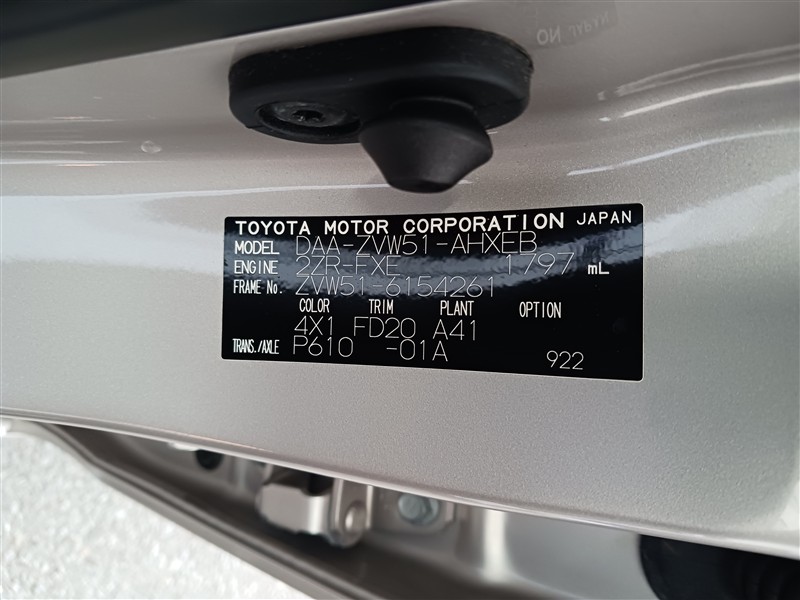 TOYOTA MOTOR CORPORATION JAPAN
MODEL DAA-ZVW51-AHXEB
ENGINE 2ZR-FXE 1797 mL
FRAME No. ZVW51-6154261
COLOR TRIM PLANT OPTION
4X1 FD20 A41
TRANS./AXLE P610 -01A
922